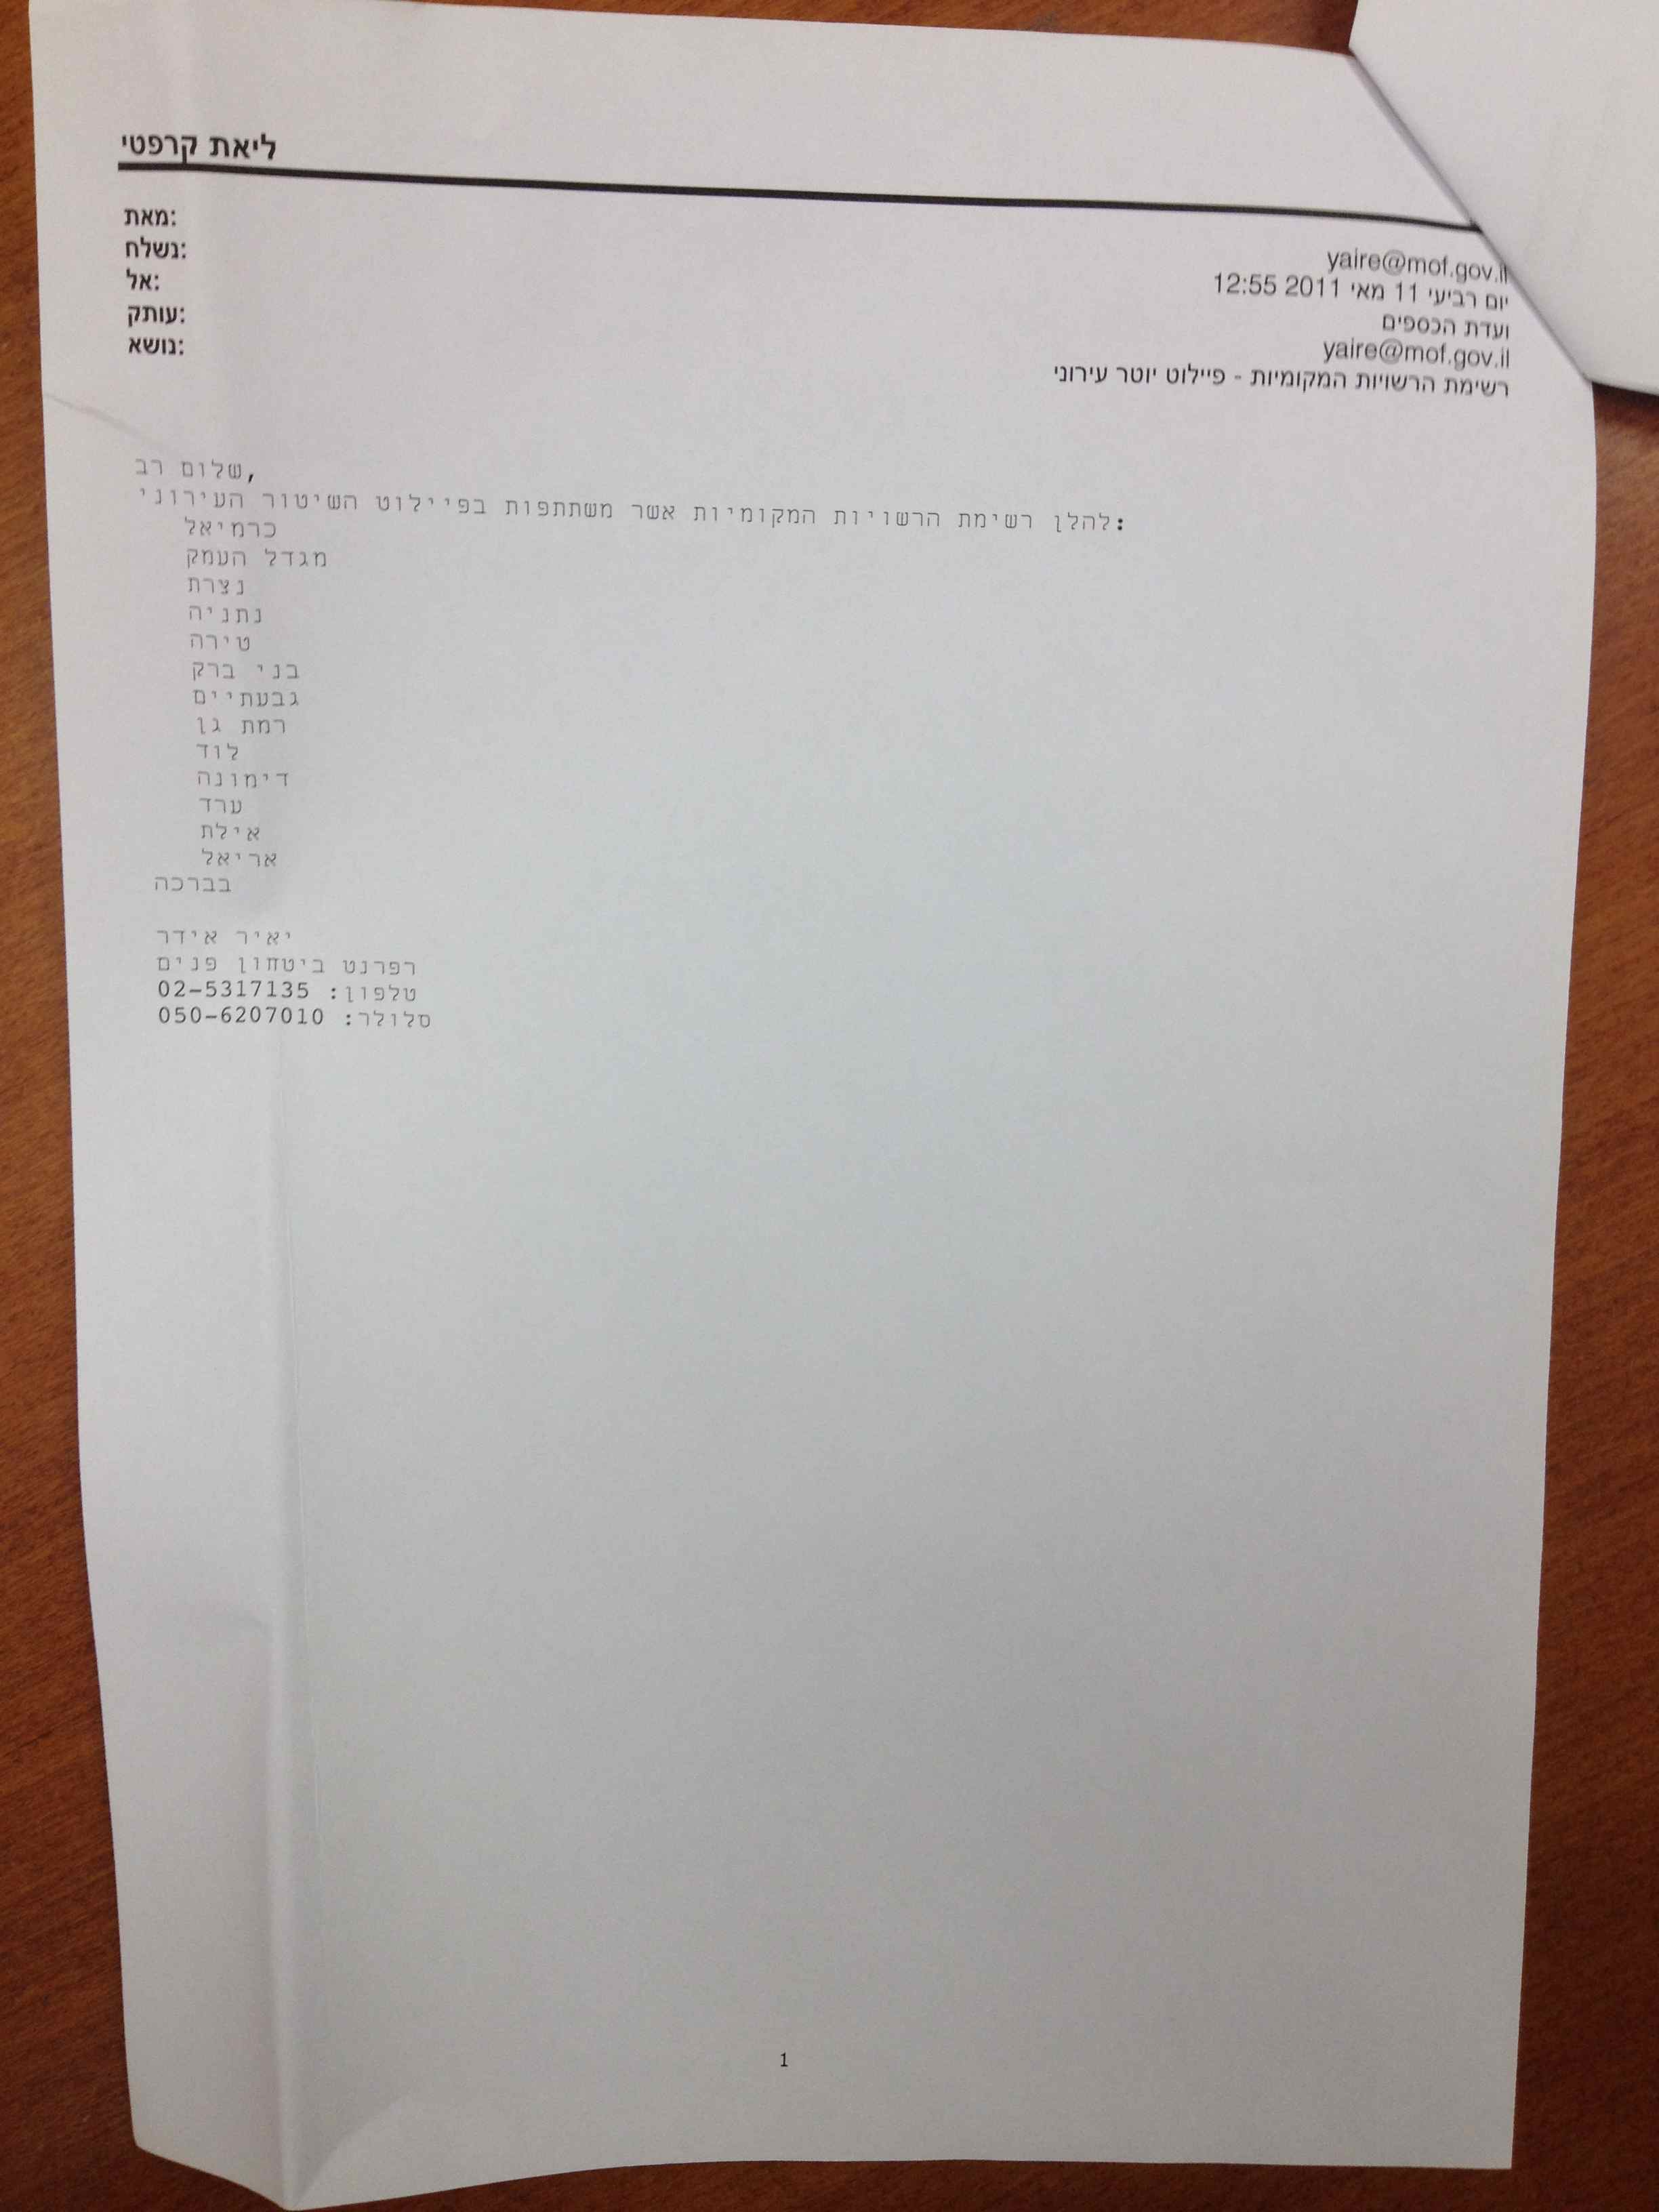 ליאת קרפטי
מאת: yaire@mof.gov.il
נשלח: יום רביעי 11 מאי 2011 12:55
אל: ועדת הכספים
עותק: yaire@mof.gov.il
נושא: רשימת הרשויות המקומיות - פיילוט יוטר עירוני
שלום רב,
להלן רשימת הרשויות המקומיות אשר משתתפות בפיילוט השיטור העירוני:
כרמיאל
מגדל העמק
נצרת
נתניה
טירה
בני ברק
גבעתיים
רמת גן
לוד
דימונה
ערד
אילת
אריאל
בברכה
יאיר אידר
רפרנט ביטחון פנים
טלפון: 02-5317135
סלולר: 050-6207010
1